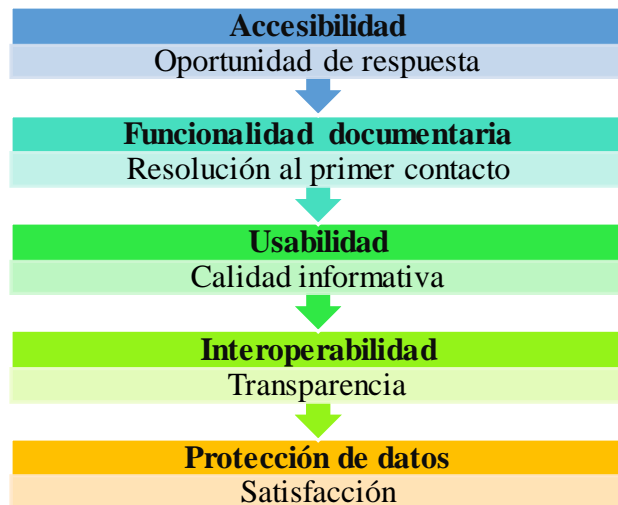 Accesibilidad
Oportunidad de respuesta
Funcionalidad documentaria
Resolución al primer contacto
Usabilidad
Calidad informativa
Interoperabilidad
Transparencia
Protección de datos
Satisfacción